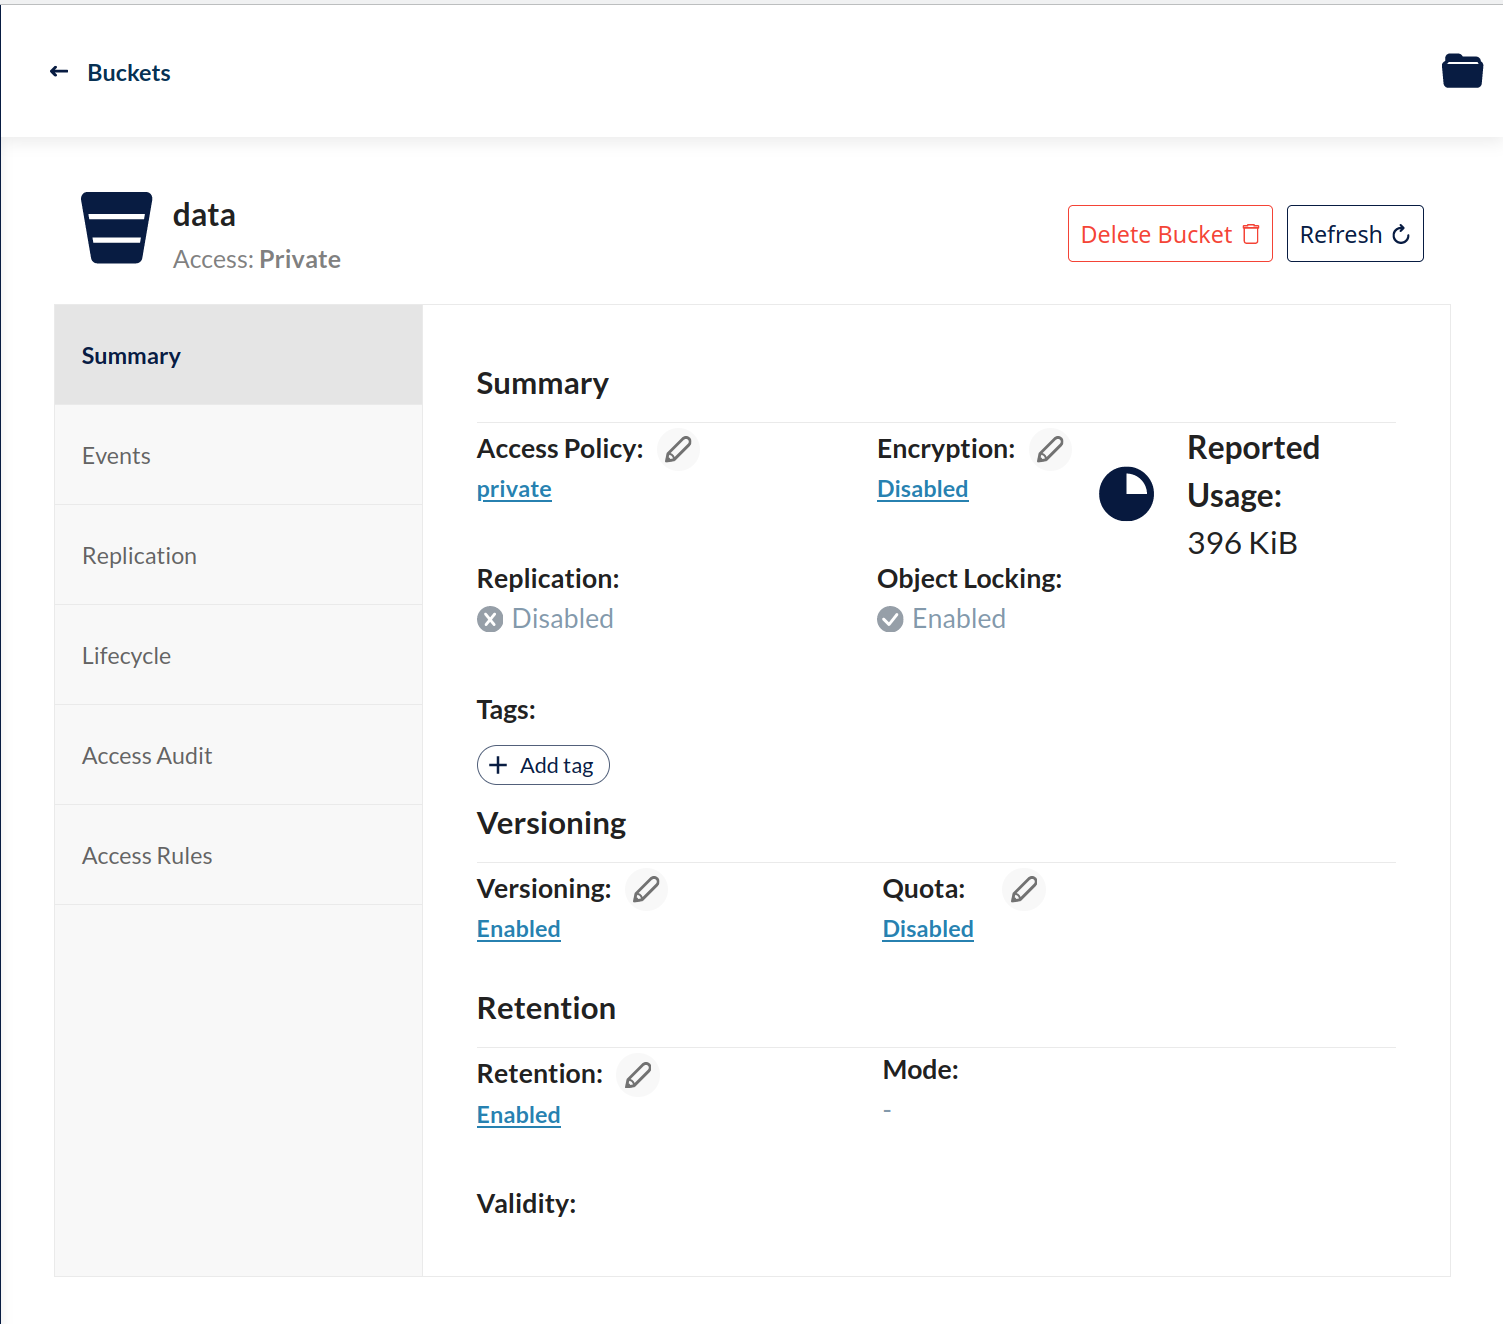 Buckets
data
Access: Private
Delete Bucket
Refresh
Summary
Events
Replication
Lifecycle
Access Audit
Access Rules
Summary
Access Policy:
private
Encryption:
Disabled
Reported
Usage:
396 KiB
Replication:
Disabled
Object Locking:
Enabled
Tags:
+ Add tag
Versioning
Versioning:
Enabled
Quota:
Disabled
Retention
Retention:
Enabled
Mode:
-
Validity: